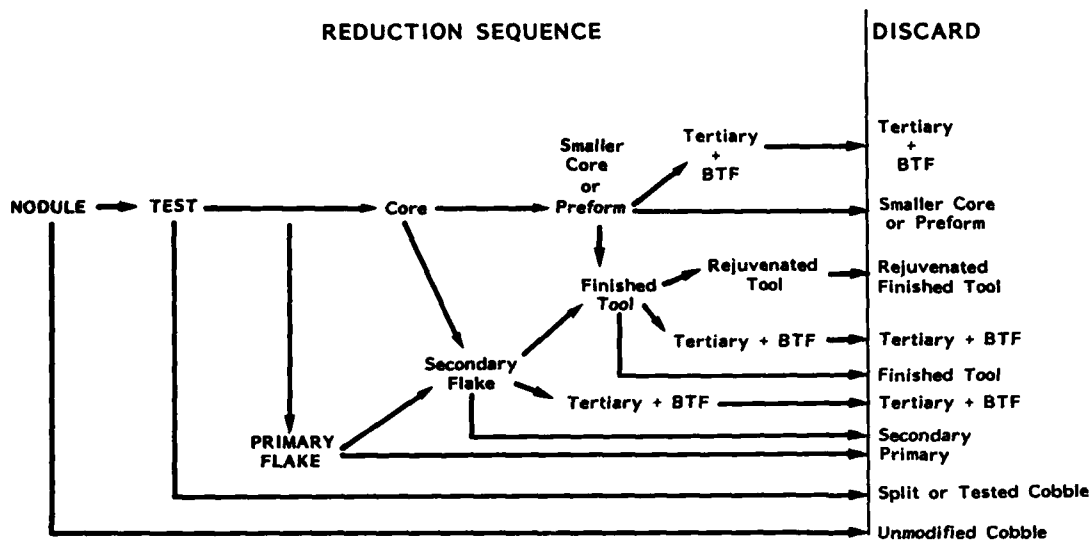 REDUCTION SEQUENCE
DISCARD
Smaller
Core
or
Preform
Tertiary
+
BTF
Tertiary
+
BTF
NODULE
TEST
Core
Smaller Core
or Preform
Finished
Tool
Rejuvenated
Tool
Rejuvenated
Finished Tool
Tertiary + BTF
Tertiary + BTF
Secondary
Flake
Finished Tool
Tertiary + BTF
Tertiary + BTF
PRIMARY
FLAKE
Secondary
Primary
Split or Tested Cobble
Unmodified Cobble